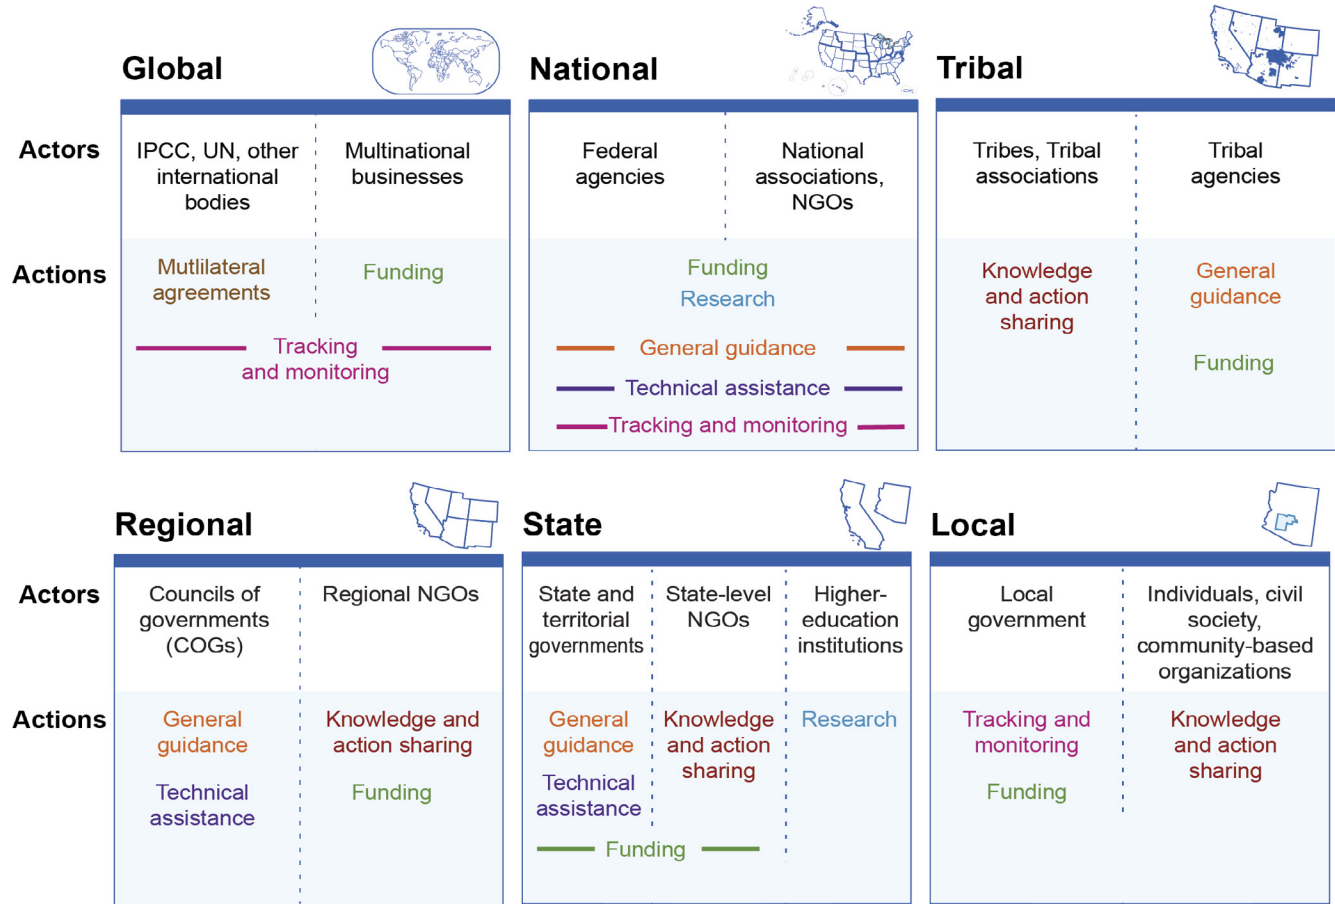 Global
National
Tribal
Actors
IPCC, UN, other
international
bodies
Multinational
businesses
Federal
agencies
National
associations,
NGOs
Tribes, Tribal
associations
Tribal
agencies
Actions
Mutlilateral
agreements
Funding
Tracking
and monitoring
Funding
Research
General guidance
Technical assistance
Tracking and monitoring
Knowledge
and action
sharing
General
guidance
Funding
Regional
State
Local
Actors
Councils of
governments
(COGs)
Regional NGOs
State and
territorial
governments
State-level
NGOs
Higher-
education
institutions
Local
government
Individuals, civil
society,
community-based
organizations
Actions
General
guidance
Technical
assistance
Knowledge and
action sharing
Funding
General
guidance
Technical
assistance
Knowledge
and action
sharing
Funding
Research
Tracking and
monitoring
Funding
Knowledge
and action
sharing